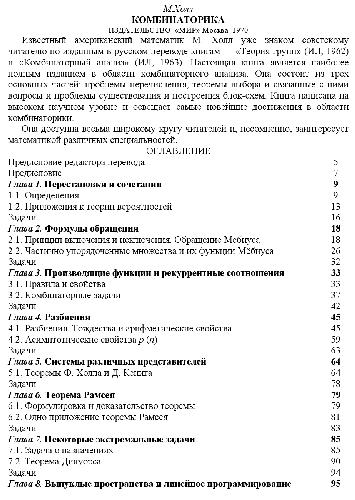 М.Холл
КОМБИНАТОРИКА
ИЗДАТЕЛЬСТВО «МИР» Москва 1970
Известный американский математик М. Холл уже знаком советскому
читателю по изданным в русском переводе книгам — «Теория групп» (ИЛ, 1962)
и «Комбинаторный анализ» (ИЛ, 1963). Настоящая книга является наиболее
полным изданием в области комбинаторного анализа. Она состоит из трех
основных частей: проблемы перечисления, теоремы выбора и связанные с ними
вопросы и проблемы существования и построения блок-схем. Книга написана на
высоком научном уровне и освещает самые новейшие достижения в области
комбинаторики.
Она доступна весьма широкому кругу читателей и, несомненно, заинтересует
математиков различных специальностей.
ОГЛАВЛЕНИЕ
Предисловие редактора перевода 5
Предисловие 7
Глава 1. Перестановки и сочетания 9
1.1. Определения 9
1.2. Приложения к теории вероятностей 13
Задачи 16
Глава 2. Формулы обращения 18
2.1. Принцип включения и исключения. Обращение Мёбиуса 18
2.2. Частично упорядоченные множества и их функции Мёбиуса 26
Задачи 32
Глава 3. Производящие функции и рекуррентные соотношения 33
3.1. Правила и свойства 33
3.2. Комбинаторные задачи 37
Задачи 42
Глава 4. Разбиения 45
4.1. Разбиения. Тождества и арифметические свойства 45
4.2. Асимптотические свойства p (n) 59
Задачи 63
Глава 5. Системы различных представителей 64
5.1. Теоремы Ф. Холла и Д. Кёнига 64
Задачи 78
Глава 6. Теорема Рамсея 79
6.1. Формулировка и доказательство теоремы 79
6.2. Одно приложение теоремы Рамсея 81
Задачи 83
Глава 7. Некоторые экстремальные задачи 85
7.1. Задача о назначениях 85
7.2. Теорема Дилуорса 90
Задачи 94
Глава 8. Выпуклые пространства и линейное программирование 95